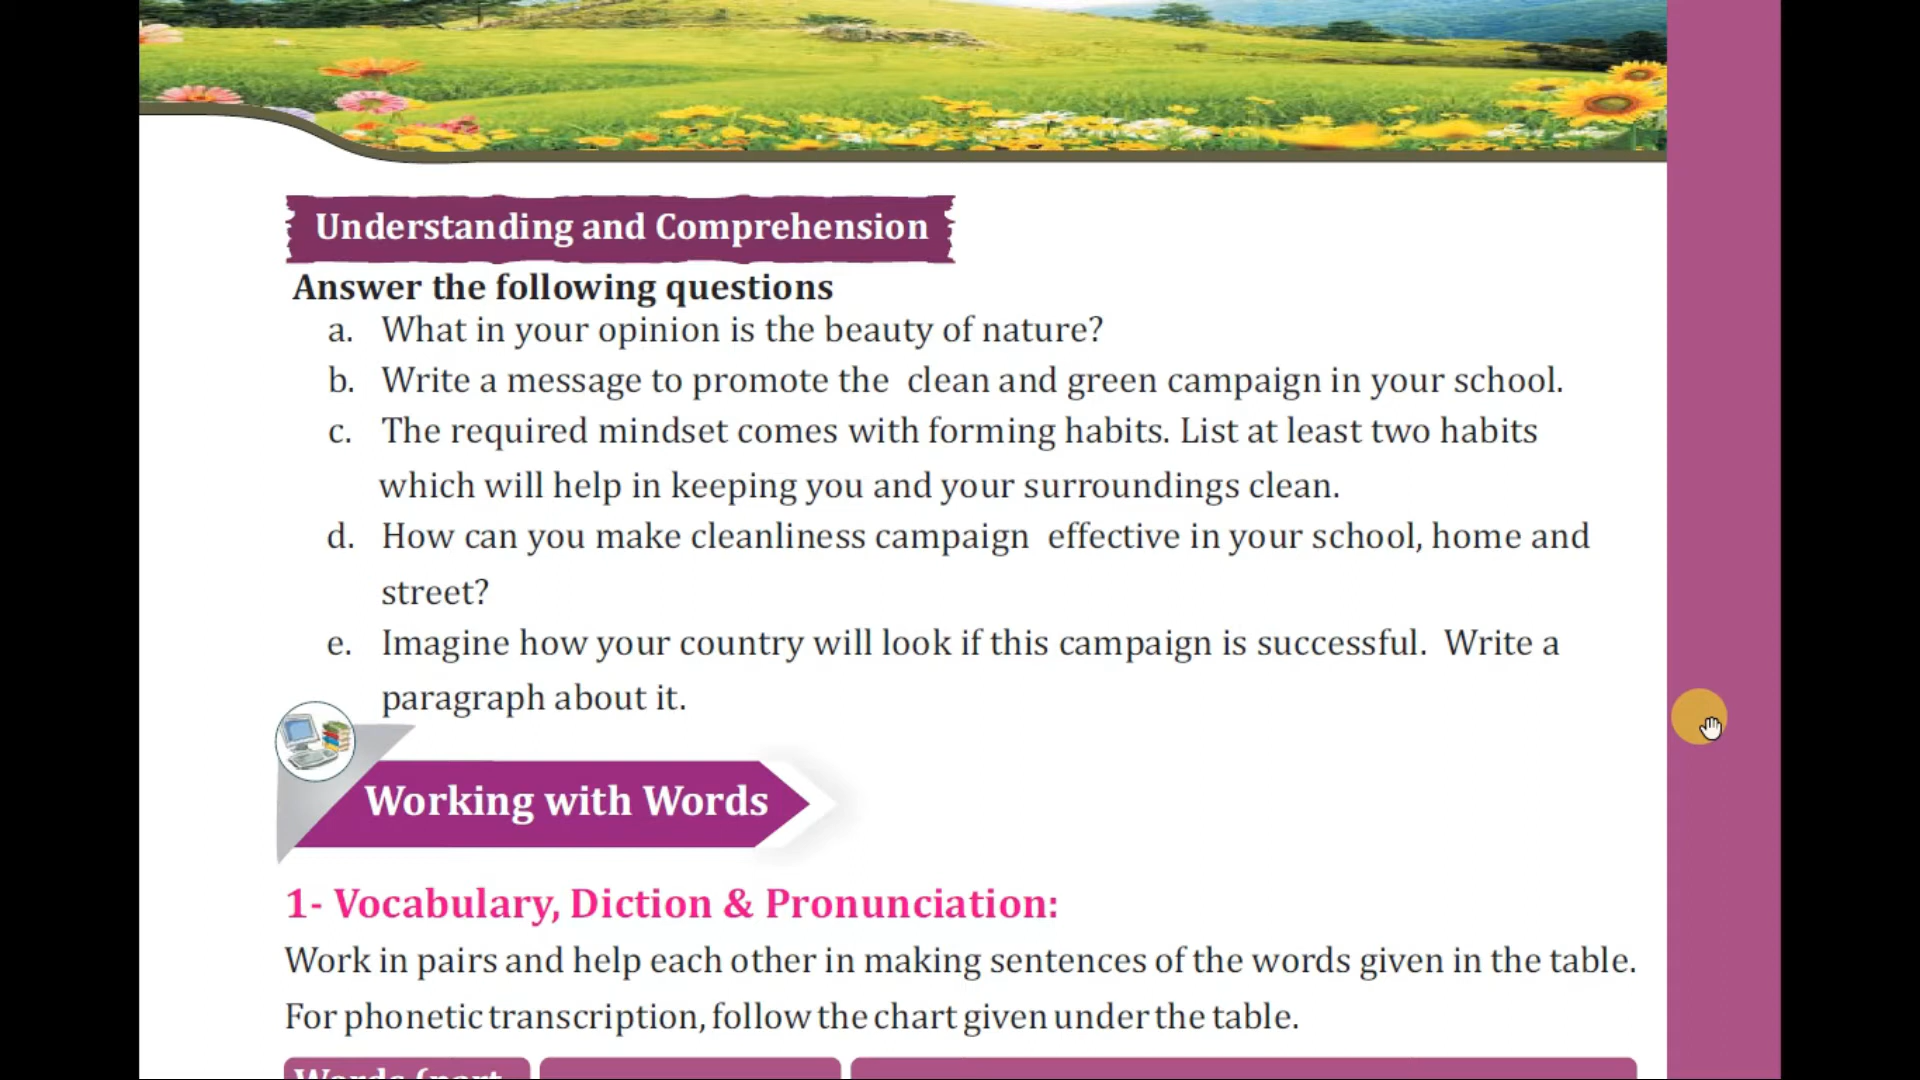 Understanding and Comprehension
Answer the following questions
a. What in your opinion is the beauty of nature?
b. Write a message to promote the clean and green campaign in your school.
c. The required mindset comes with forming habits. List at least two habits
which will help in keeping you and your surroundings clean.
d. How can you make cleanliness campaign effective in your school, home and
street?
e. Imagine how your country will look if this campaign is successful. Write a
paragraph about it.
Working with Words
1- Vocabulary, Diction & Pronunciation:
Work in pairs and help each other in making sentences of the words given in the table.
For phonetic transcription, follow the chart given under the table.
Words (part